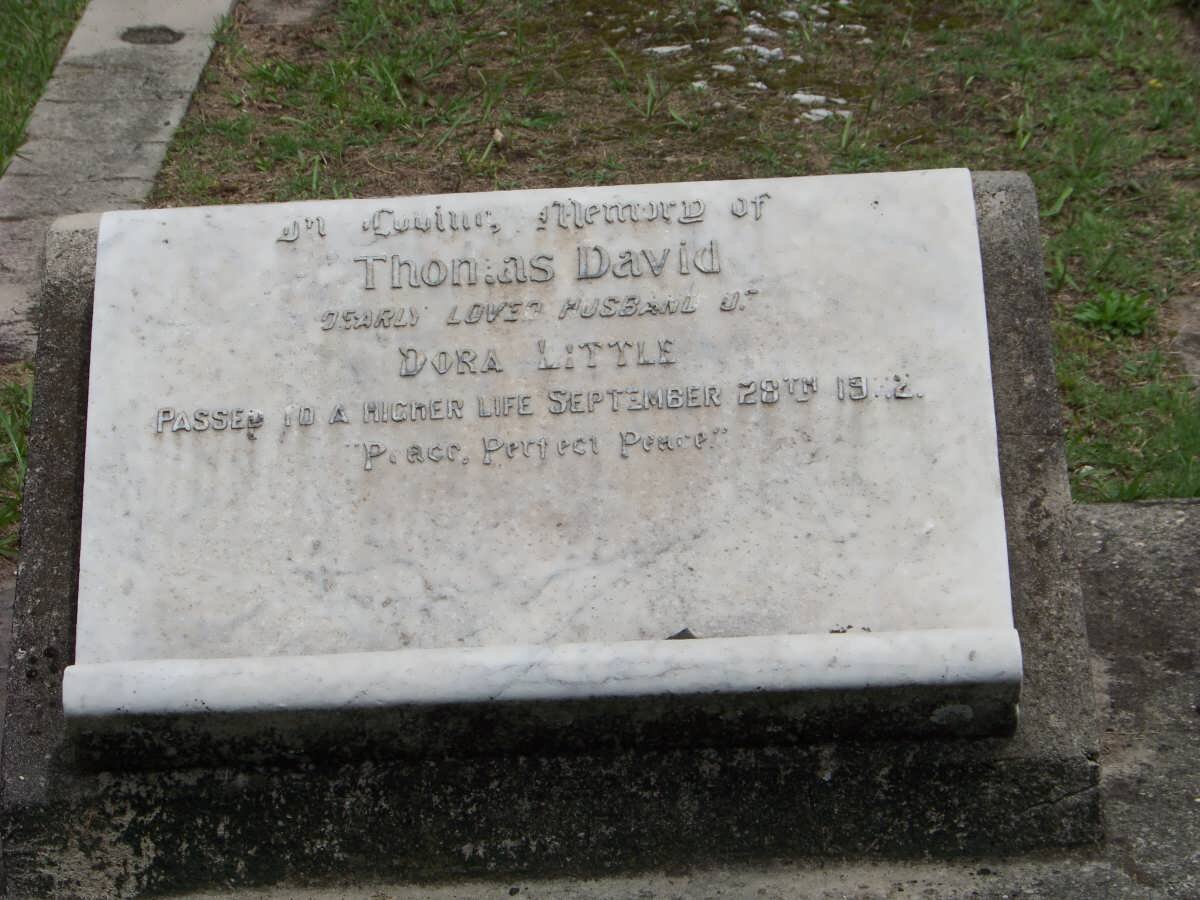 In Loving Memory of
Thomas David
DEARLY LOVED HUSBAND OF
DORA LITTLE
PASSED TO A HIGHER LIFE SEPTEMBER 28TH
"Peace, Perfect Peace."